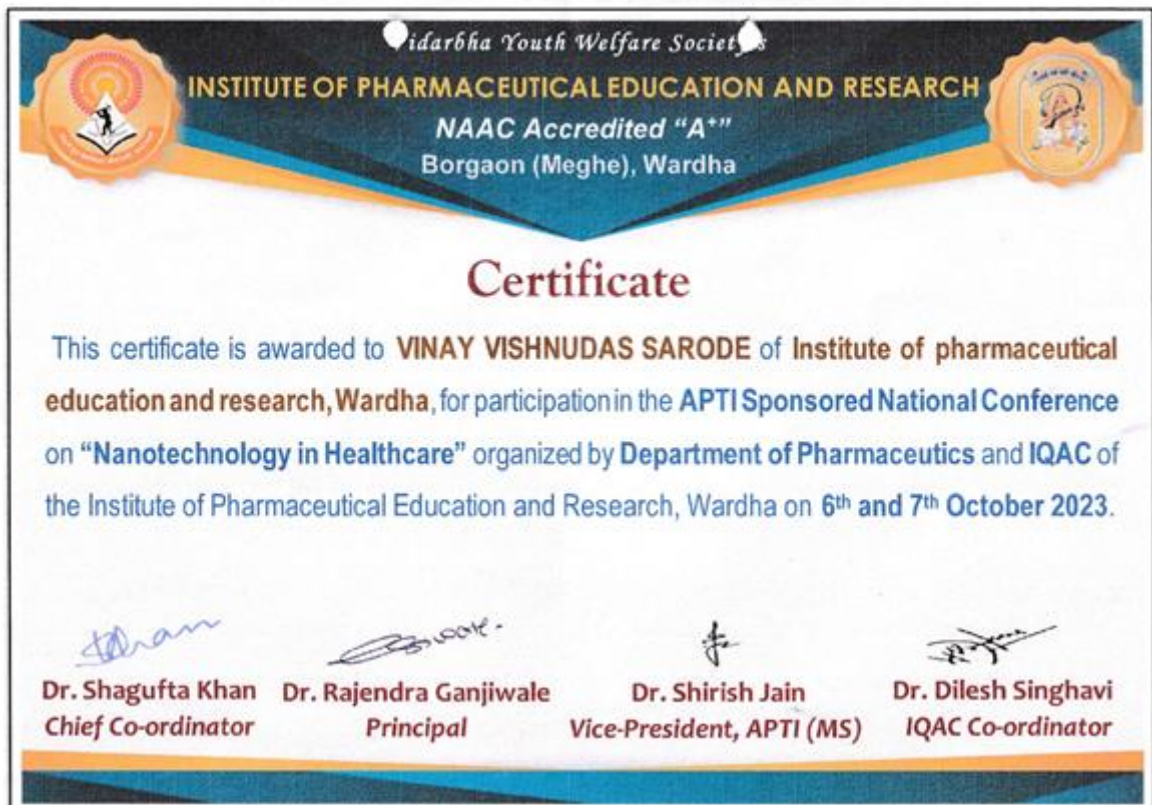 Vidarbha Youth Welfare Society's
INSTITUTE OF PHARMACEUTICAL EDUCATION AND RESEARCH
NAAC Accredited “A⁺”
Borgaon (Meghe), Wardha
Certificate
This certificate is awarded to VINAY VISHNUDAS SARODE of Institute of pharmaceutical
education and research, Wardha, for participation in the APTI Sponsored National Conference
on “Nanotechnology in Healthcare” organized by Department of Pharmaceutics and IQAC of
the Institute of Pharmaceutical Education and Research, Wardha on 6th and 7th October 2023.
Dr. Shagufta Khan
Chief Co-ordinator
Dr. Rajendra Ganjiwale
Principal
Dr. Shirish Jain
Vice-President, APTI (MS)
Dr. Dilesh Singhavi
IQAC Co-ordinator